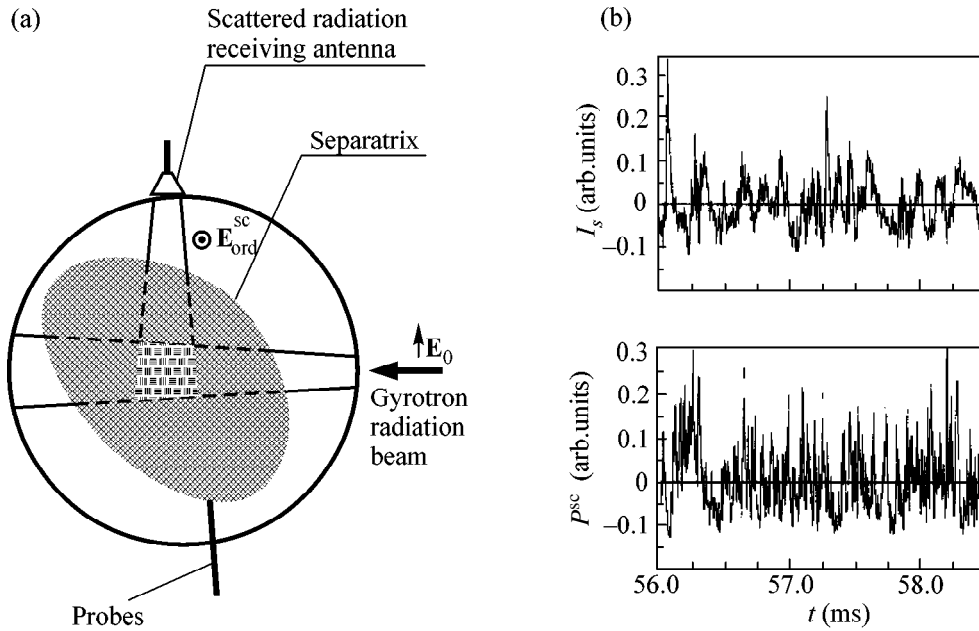 (a)
Scattered radiation
receiving antenna
Separatrix
E^sc_ord
E_0
Gyrotron
radiation
beam
Probes
(b)
I_s (arb.units)
0.3
0.2
0.1
0
–0.1
P^sc (arb.units)
0.3
0.2
0.1
0
–0.1
56.0 57.0 58.0
t (ms)